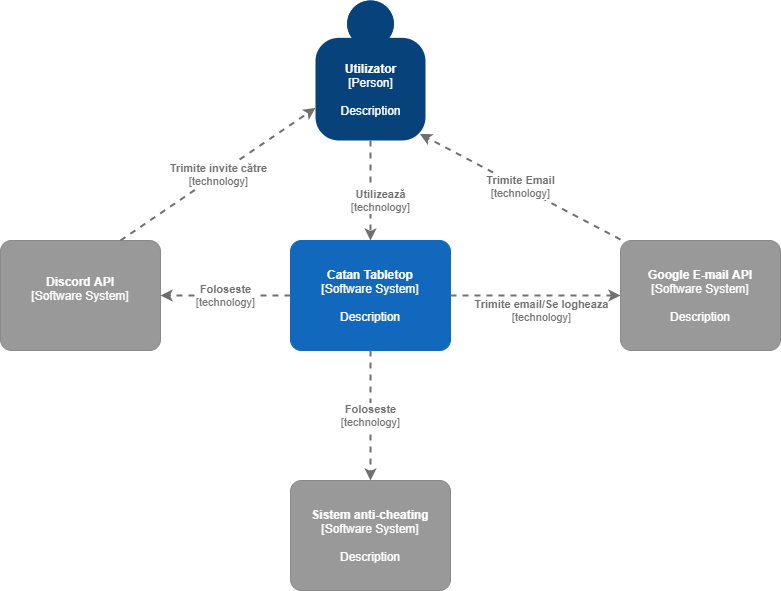 Utilizator
[Person]
Description
Trimite invite către
[technology]
Utilizează
[technology]
Trimite Email
[technology]
Discord API
[Software System]
Foloseste
[technology]
Catan Tabletop
[Software System]
Description
Trimite email/Se logheaza
[technology]
Google E-mail API
[Software System]
Description
Foloseste
[technology]
Sistem anti-cheating
[Software System]
Description